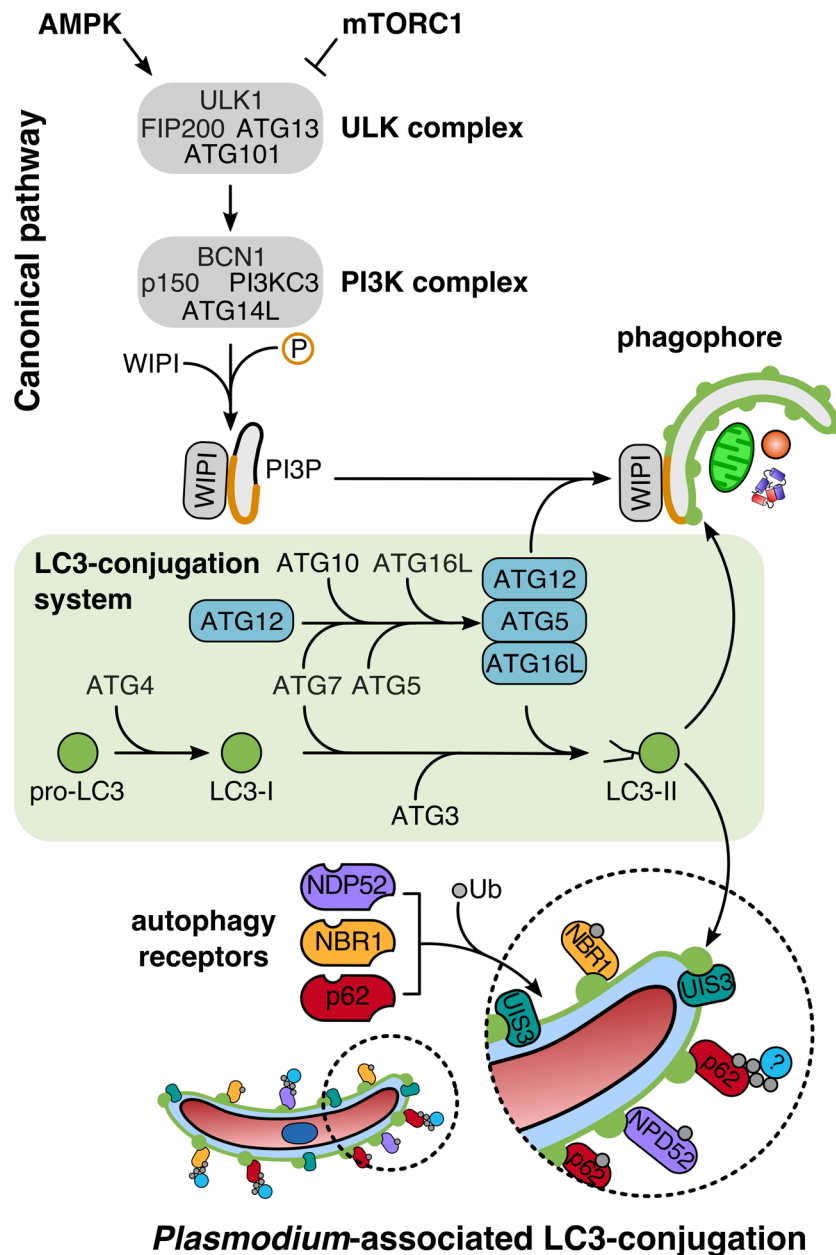 AMPK
mTORC1
Canonical pathway
ULK1
FIP200 ATG13
ATG101
ULK complex
BCN1
p150 PI3KC3
ATG14L
PI3K complex
WIPI
P
phagophore
WIPI
PI3P
WIPI
LC3-conjugation
system
ATG10
ATG16L
ATG12
ATG12
ATG5
ATG16L
ATG7
ATG5
ATG4
pro-LC3
LC3-I
ATG3
LC3-II
autophagy
receptors
NDP52
NBR1
p62
Ub
NBR1
UIS3
UIS3
p62
?
NPD52
p62
Plasmodium-associated LC3-conjugation